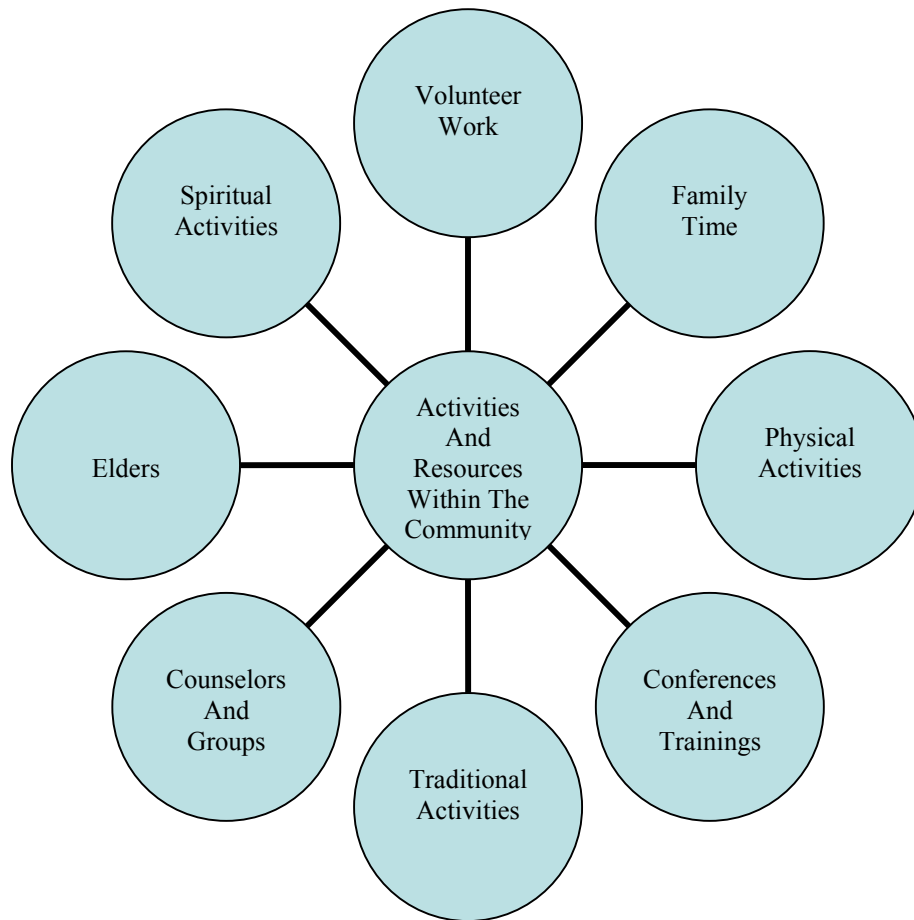 Volunteer
Work
Spiritual
Activities
Family
Time
Elders
Activities
And
Resources
Within The
Community
Physical
Activities
Counselors
And
Groups
Conferences
And
Trainings
Traditional
Activities